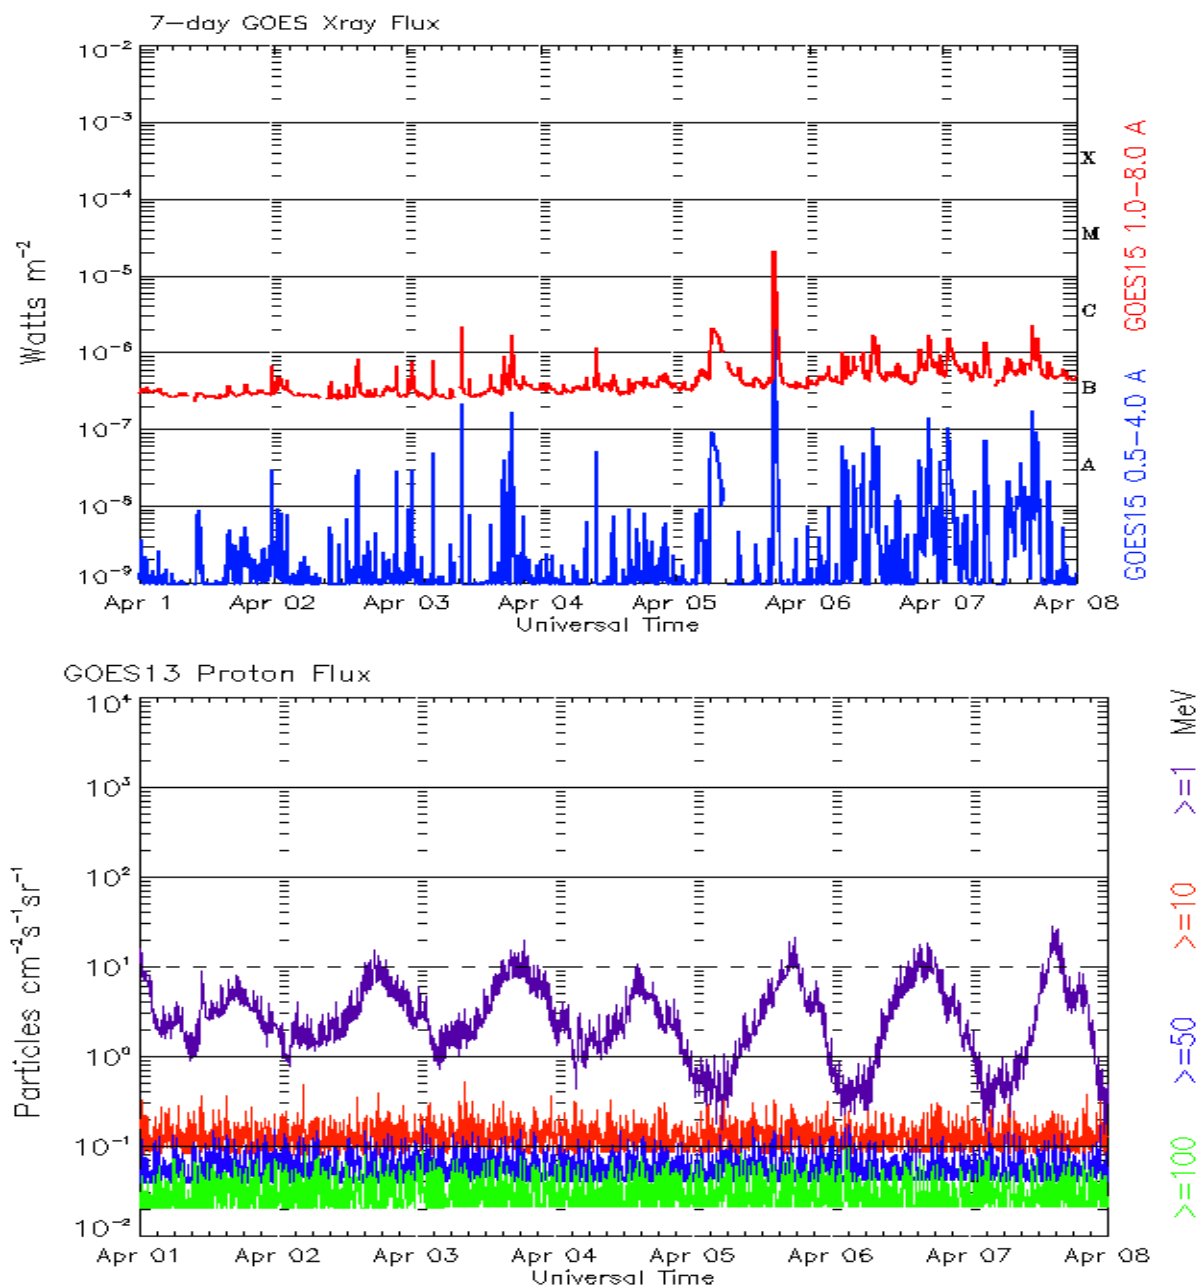 7-day GOES Xray Flux
10⁻²
10⁻³
10⁻⁴
10⁻⁵
10⁻⁶
10⁻⁷
10⁻⁸
10⁻⁹
Watts m⁻²
X
M
C
B
A
GOES15 1.0-8.0 A
GOES15 0.5-4.0 A
Apr 1 Apr 02 Apr 03 Apr 04 Apr 05 Apr 06 Apr 07 Apr 08
Universal Time
GOES13 Proton Flux
10⁴
10³
10²
10¹
10⁰
10⁻¹
10⁻²
Particles cm⁻²s⁻¹sr⁻¹
>=100 >=50 >=10 >=1 MeV
Apr 01 Apr 02 Apr 03 Apr 04 Apr 05 Apr 06 Apr 07 Apr 08
Universal Time